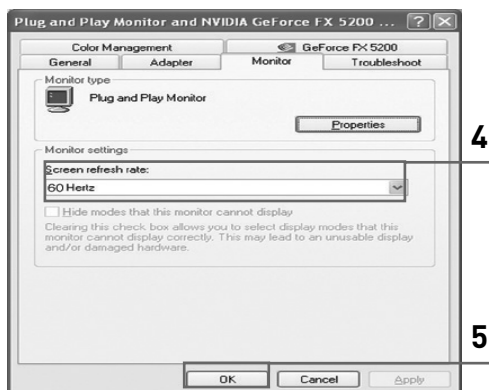 Plug and Play Monitor and NVIDIA GeForce FX 5200 ...
Color Management
GeForce FX 5200
General
Adapter
Monitor
Troubleshoot
Monitor type
Plug and Play Monitor
Properties
4
Monitor settings
Screen refresh rate:
60 Hertz
Hide modes that this monitor cannot display
Clearing this check box allows you to select display modes that this
monitor cannot display correctly. This may lead to an unusable display
and/or damaged hardware.
5
OK
Cancel
Apply